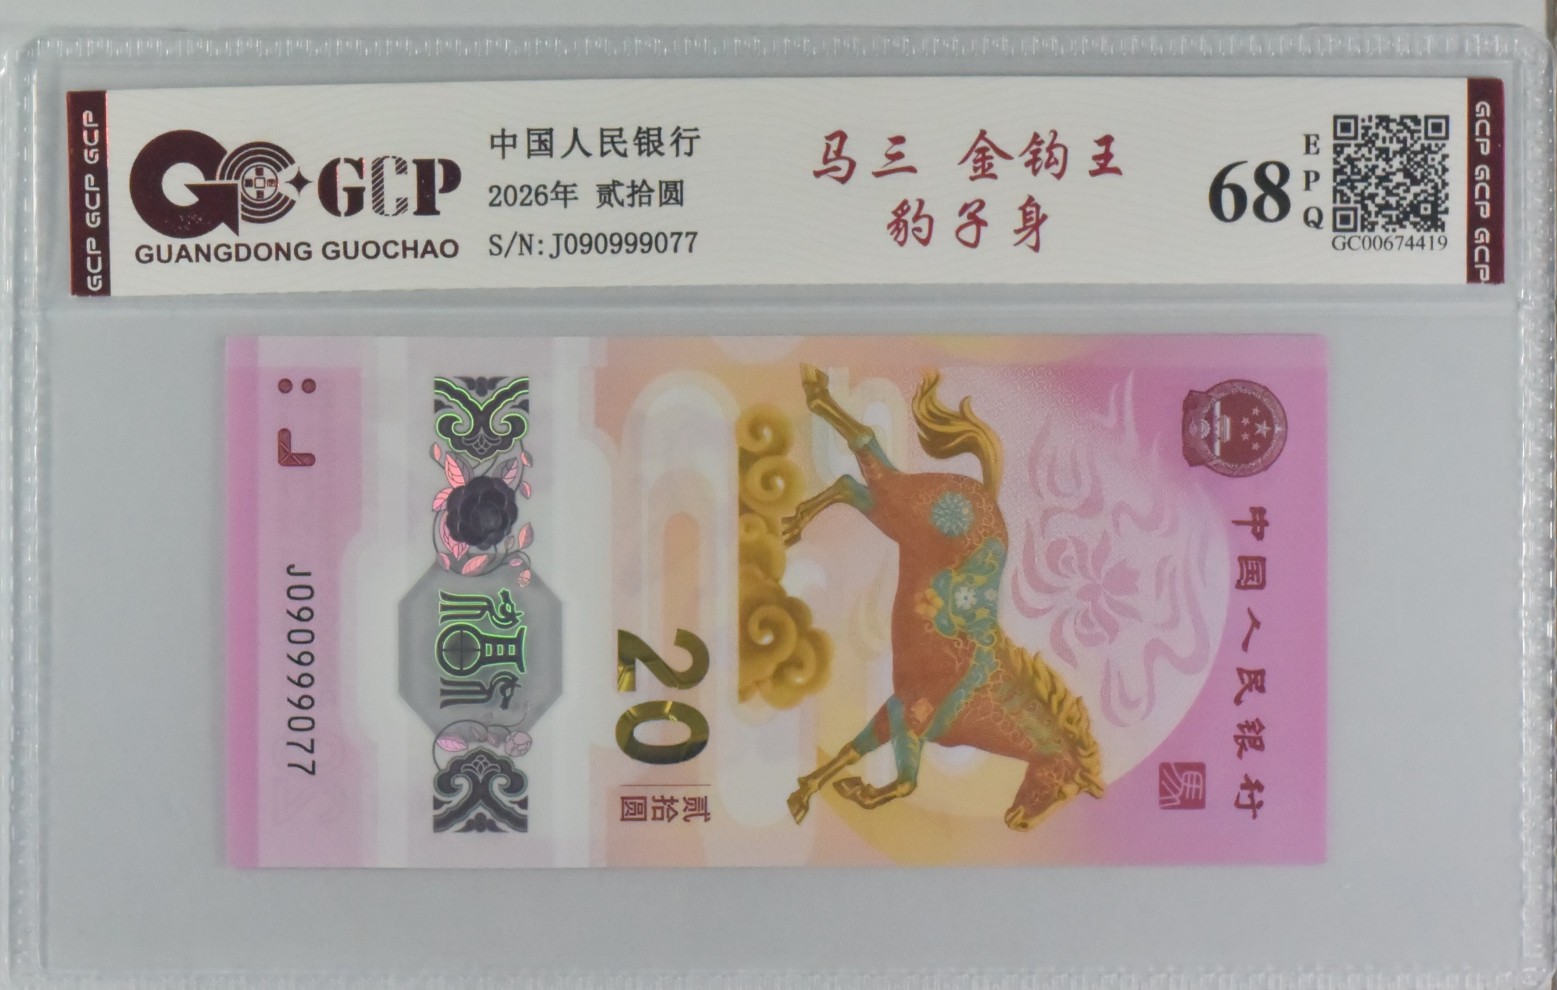 GCP GCP GCP
GCP
GUANGDONG GUOCHAO
中国人民银行
2026年 贰拾圆
S/N:J090999077
马三 金钩王
豹子身
68
EPQ
GC00674419
GCP GCP GCP
中国人民银行
马
20
贰拾圆
J090999077